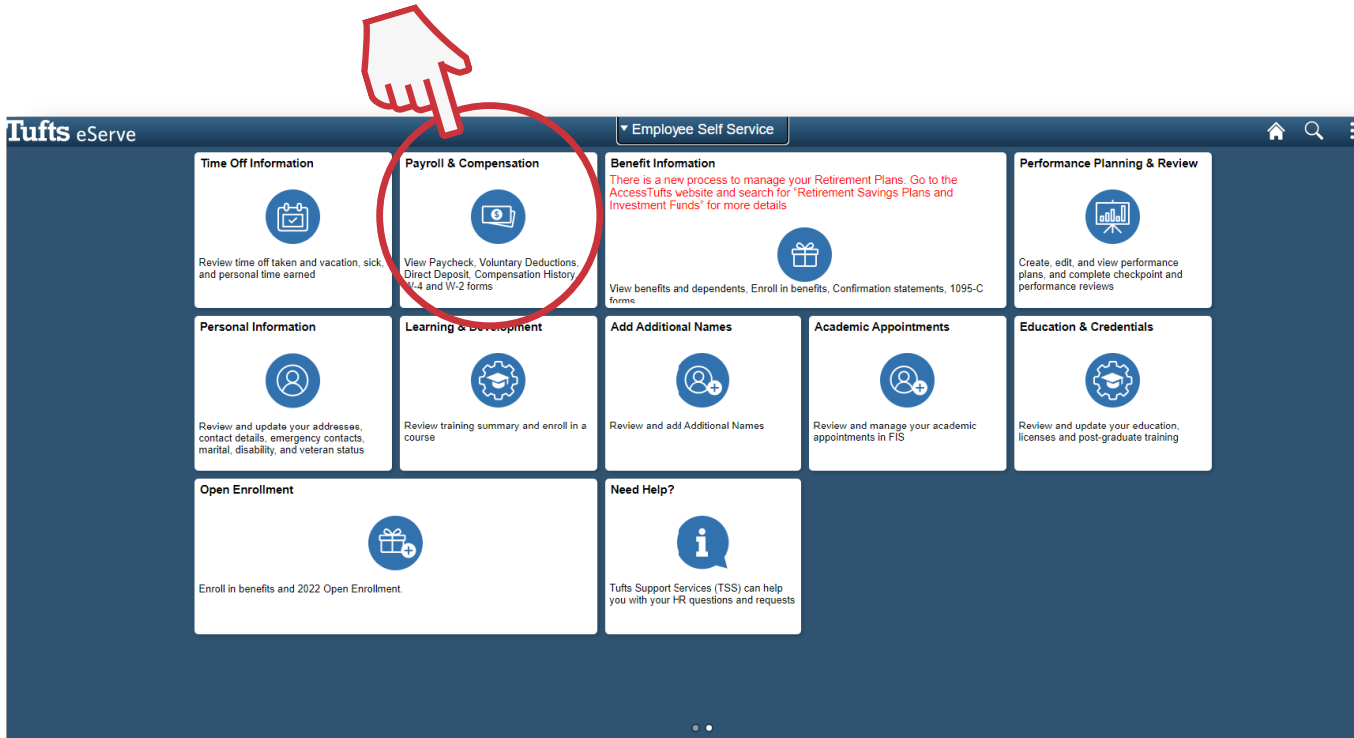 Tufts eServe
Employee Self Service
Time Off Information
Review time off taken and vacation, sick,
and personal time earned
Payroll & Compensation
View Paycheck, Voluntary Deductions,
Direct Deposit, Compensation History,
W-4 and W-2 forms
Benefit Infomation
There is a new process to manage your Retirement Plans. Go to the
AccessTufts website and search for "Retirement Savings Plans and
Investment Funds" for more details
View benefits and dependents, Enroll in benefits, Confirmation statements, 1095-C
forms
Performance Planning & Review
Create, edit, and view performance
plans, and complete checkpoint and
performance reviews
Personal Information
Review and update your addresses,
contact details, emergency contacts,
marital, disability, and veteran status
Learning & Development
Review training summary and enroll in a
course
Add Additional Names
Review and add Additional Names
Academic Appointments
Review and manage your academic
appointments in FIS
Education & Credentials
Review and update your education,
licenses and post-graduate training
Open Enrollment
Enroll in benefits and 2022 Open Enrollment.
Need Help?
Tufts Support Services (TSS) can help
you with your HR questions and requests